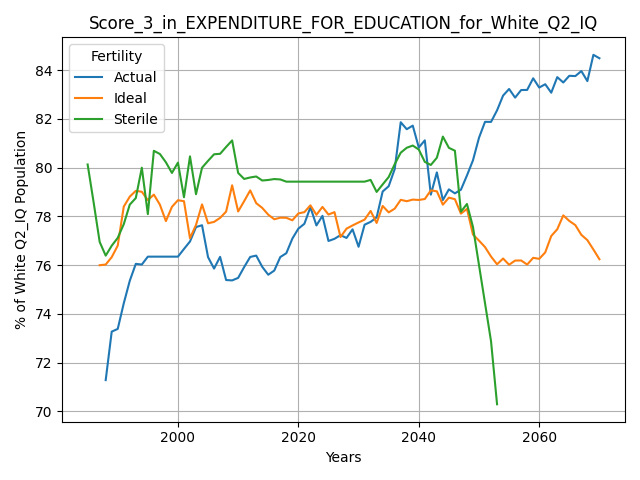 Score_3_in_EXPENDITURE_FOR_EDUCATION_for_White_Q2_IQ
Fertility
Actual
Ideal
Sterile
% of White Q2_IQ Population
84
82
80
78
76
74
72
70
2000
2020
2040
2060
Years